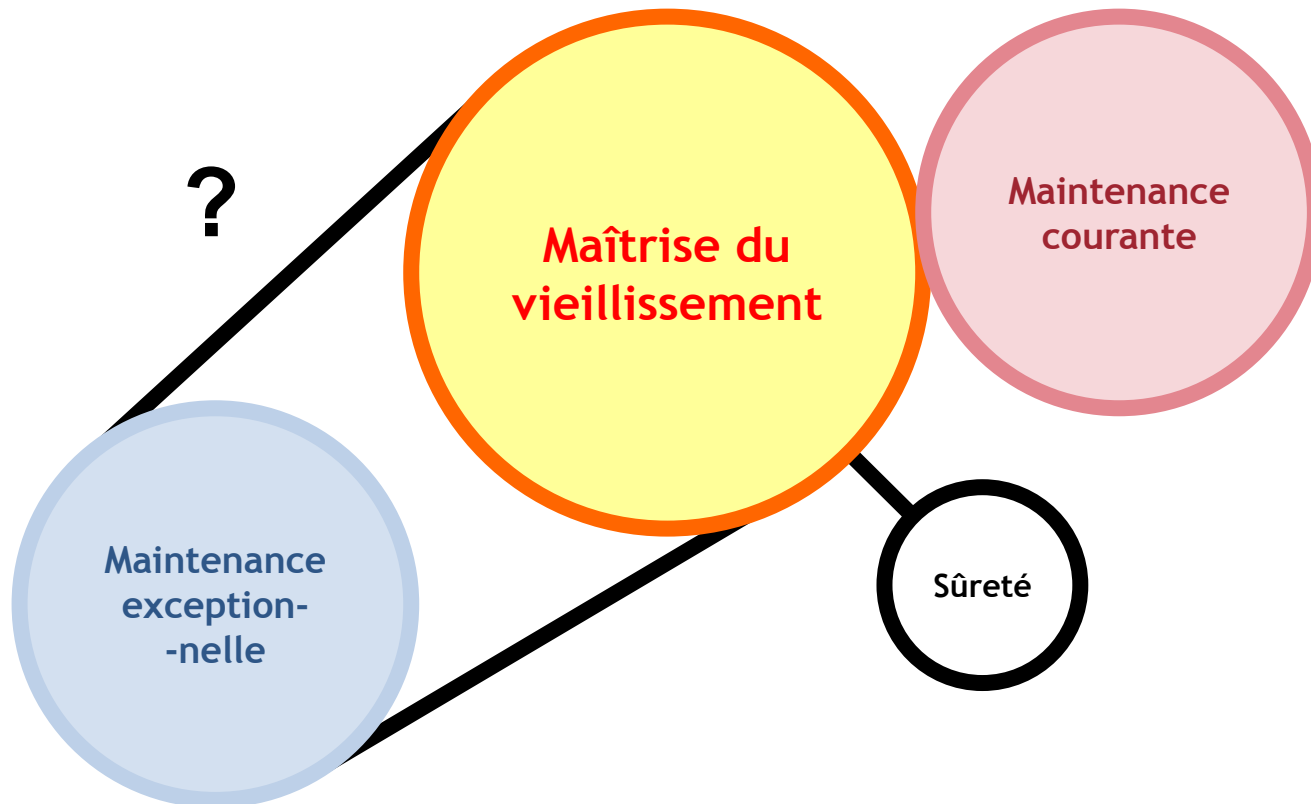 ?
Maîtrise du
vieillissement
Maintenance
courante
Maintenance
exception-
-nelle
Sûreté